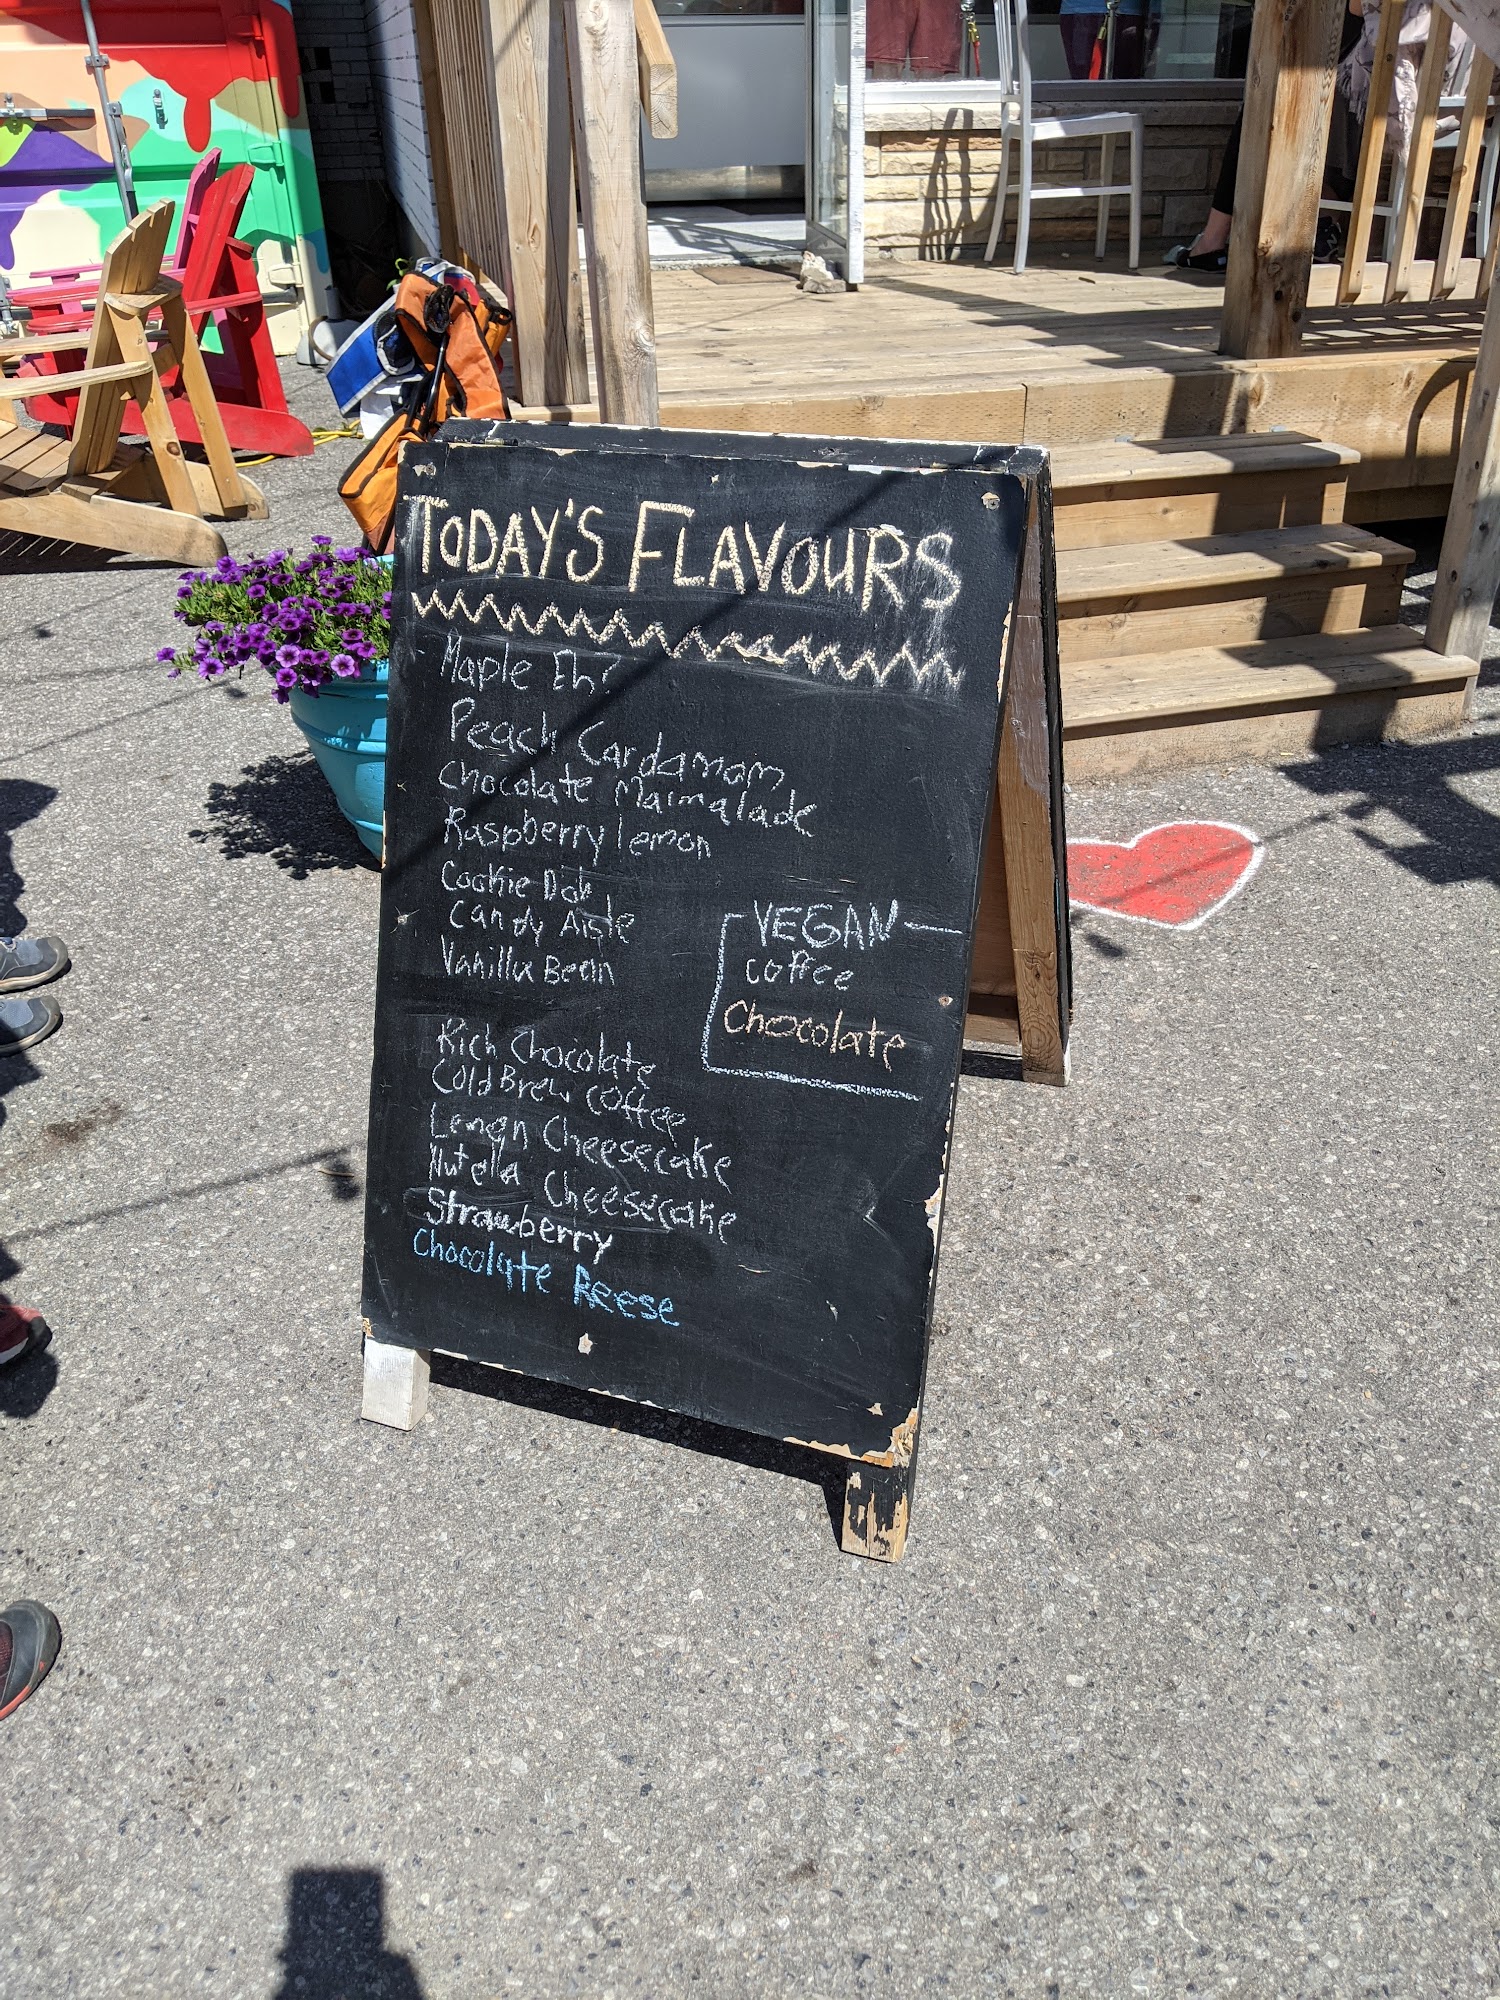 TODAY'S FLAVOURS
Maple Eh?
Peach Cardamom
Chocolate Marmalade
Raspberry lemon
Cookie Doh
Candy Aisle
Vanilla Bean
Rich Chocolate
Cold Brew Coffee
Lemon Cheesecake
Nutella Cheesecake
Strawberry
Chocolate Reese
VEGAN
coffee
Chocolate